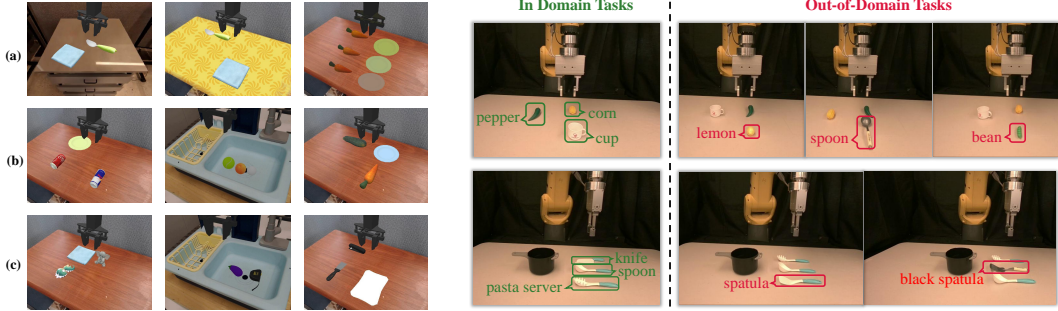 In Domain Tasks
Out-of-Domain Tasks
(a)
(b)
(c)
pepper
corn
cup
lemon
spoon
bean
knife
spoon
pasta server
spatula
black spatula